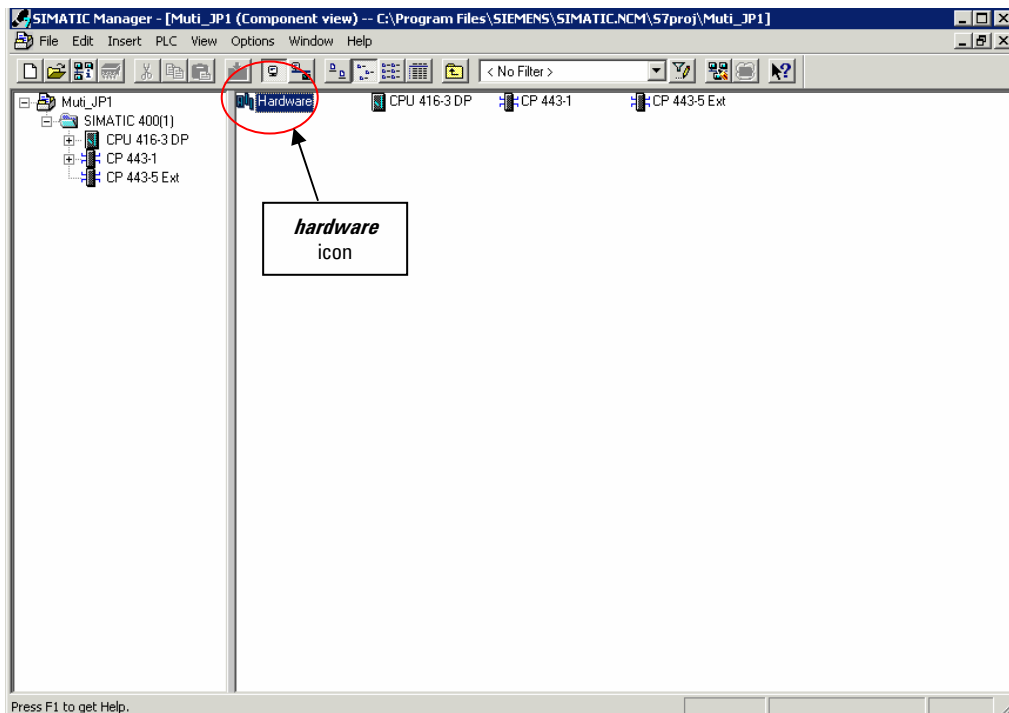 SIMATIC Manager - [Muti_JP1 (Component view) -- C:\Program Files\SIEMENS\SIMATIC.NCM\S7proj\Muti_JP1]
File Edit Insert PLC View Options Window Help
< No Filter >
Muti_JP1
SIMATIC 400(1)
CPU 416-3 DP
CP 443-1
CP 443-5 Ext
Hardware CPU 416-3 DP CP 443-1 CP 443-5 Ext
hardware
icon
Press F1 to get Help.